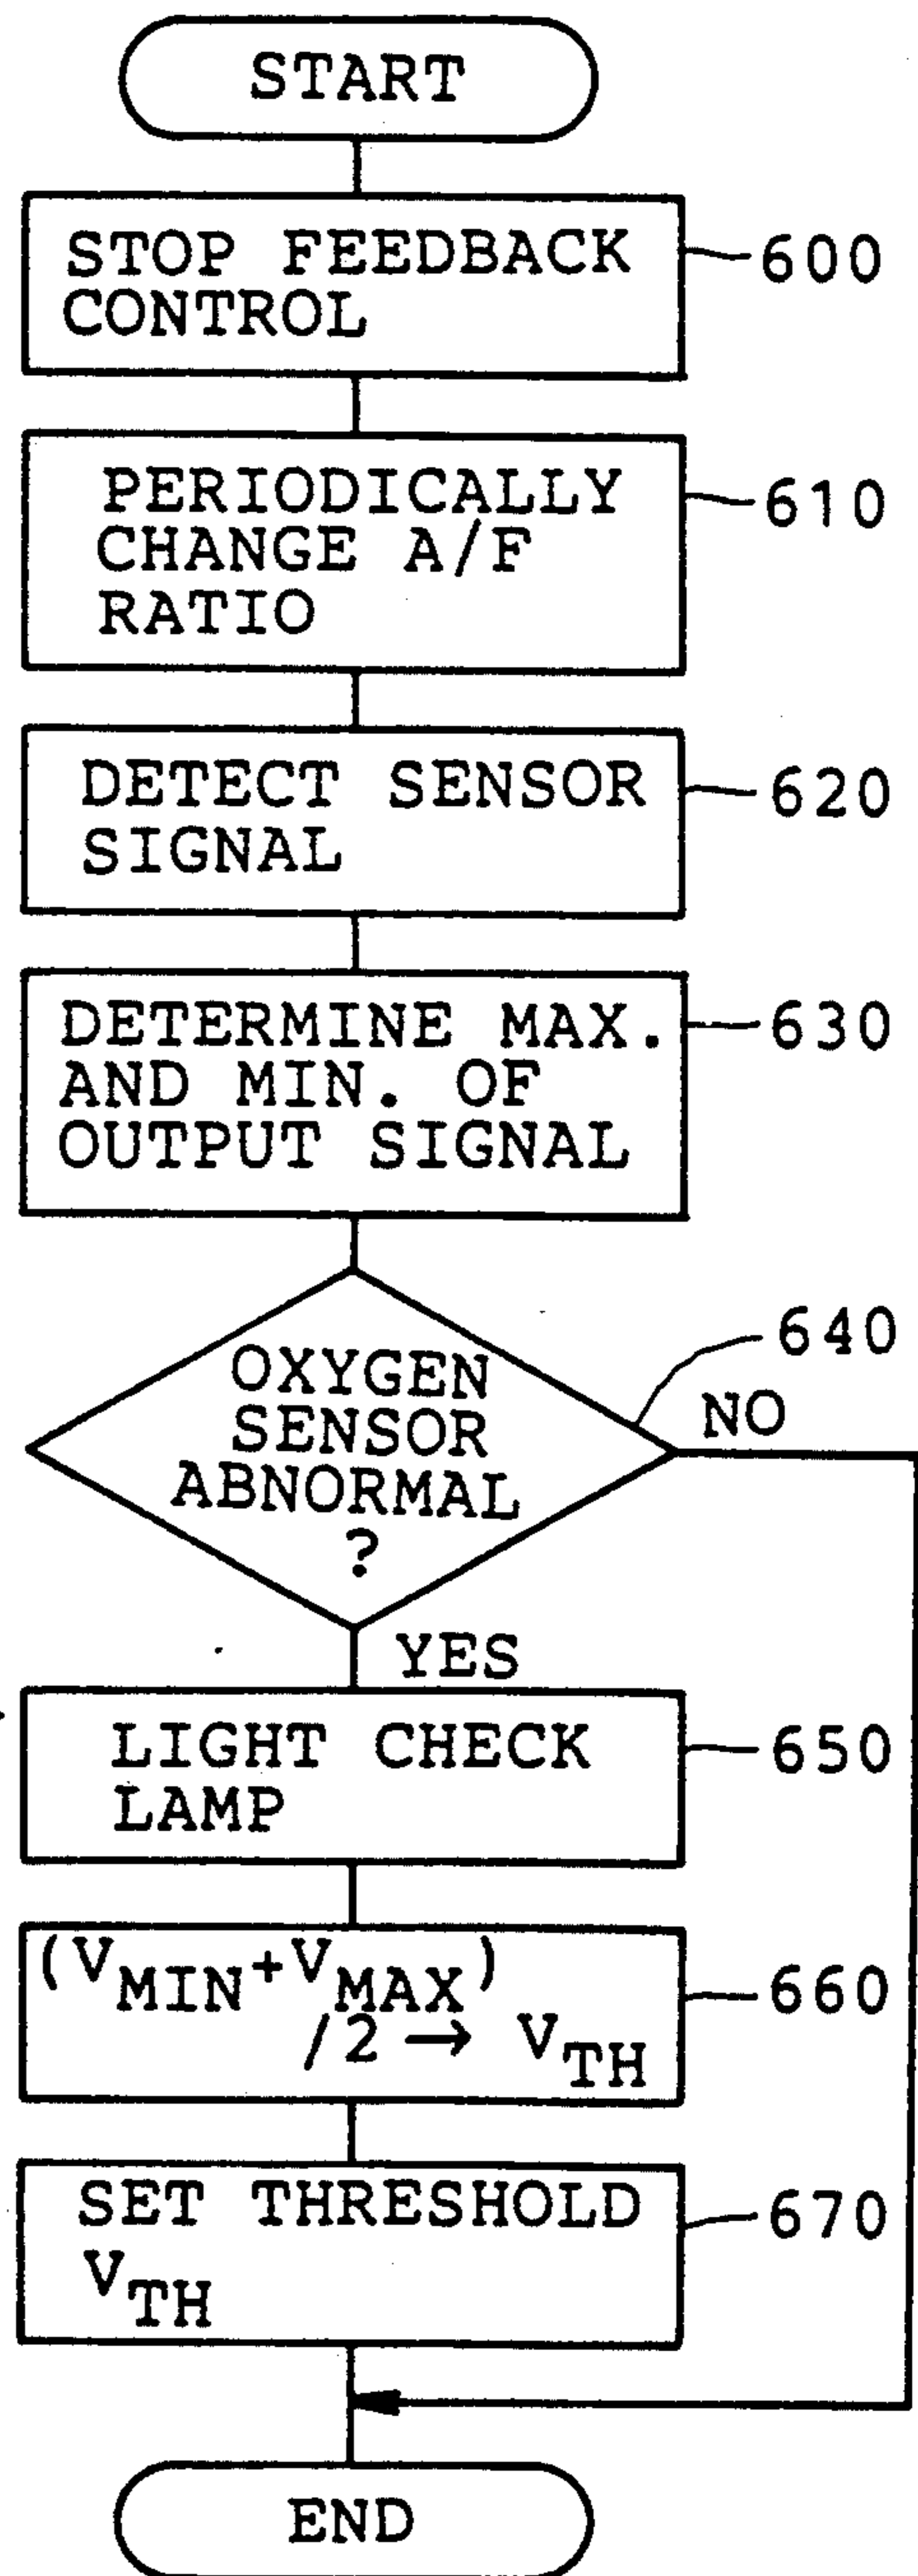 START
STOP FEEDBACK
CONTROL
600
PERIODICALLY
CHANGE A/F
RATIO
610
DETECT SENSOR
SIGNAL
620
DETERMINE MAX.
AND MIN. OF
OUTPUT SIGNAL
630
OXYGEN
SENSOR
ABNORMAL
?
640
NO
YES
LIGHT CHECK
LAMP
650
(VMIN+VMAX)
/2 → VTH
660
SET THRESHOLD
VTH
670
END